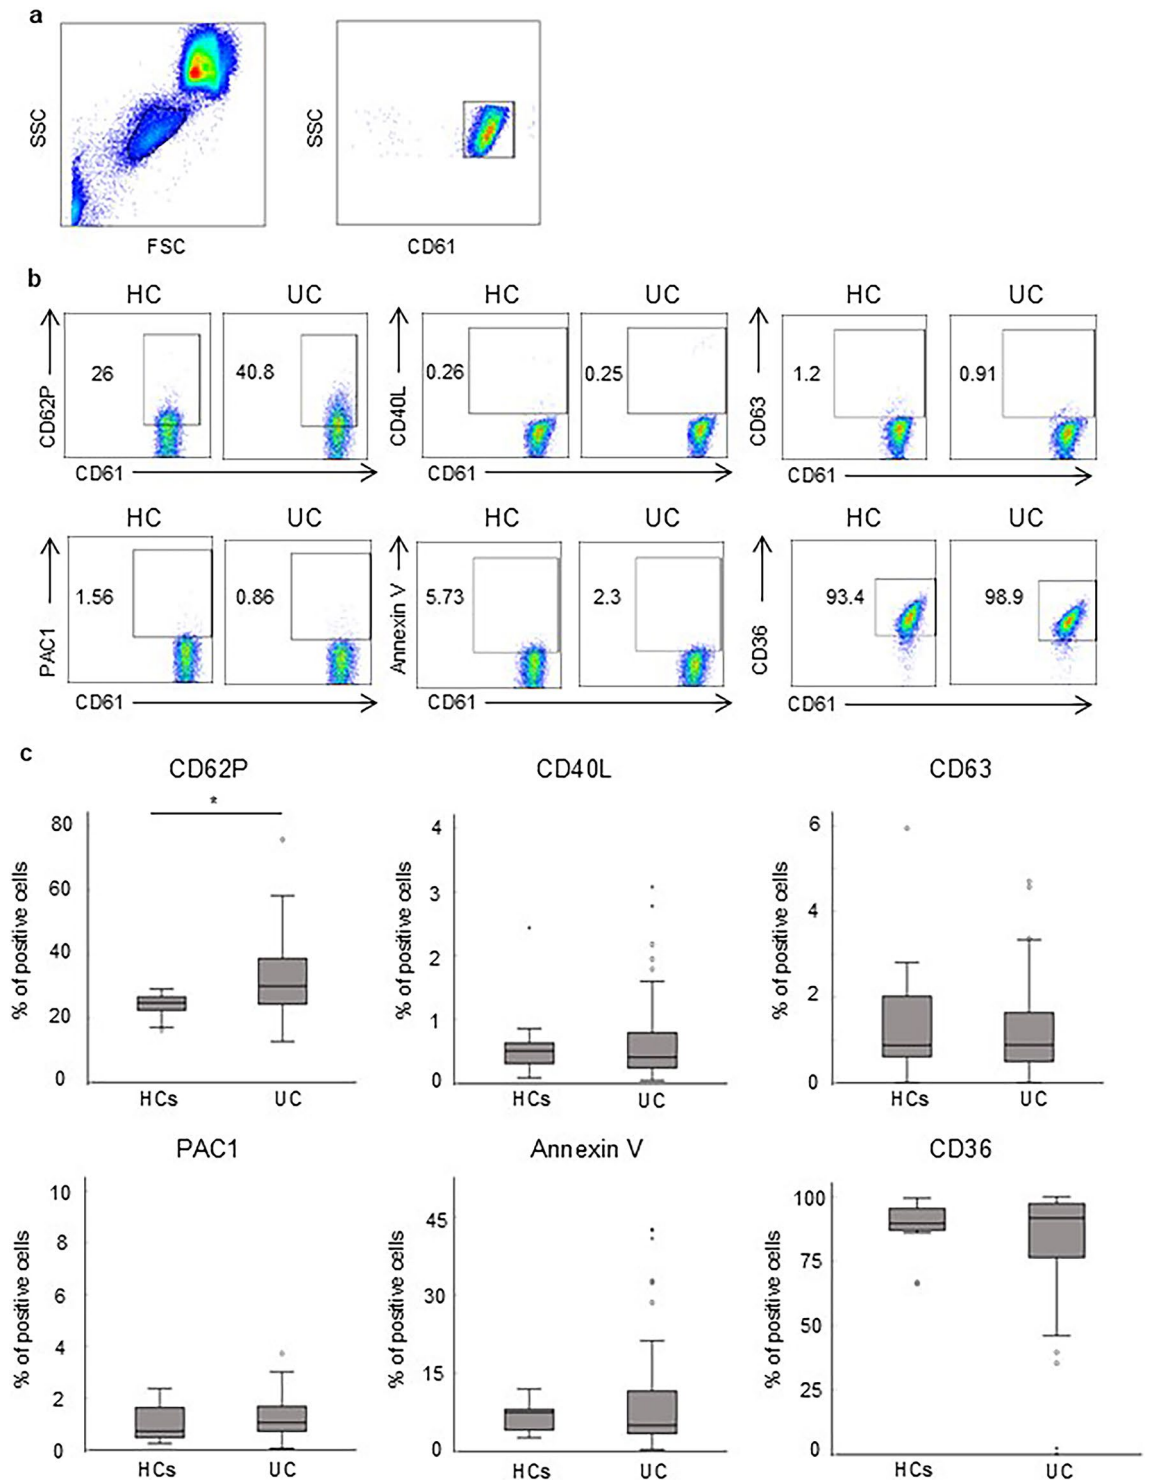 a
SSC
FSC
SSC
CD61
b
HC UC
CD62P
26 40.8
CD61
HC UC
CD40L
0.26 0.25
CD61
HC UC
CD63
1.2 0.91
CD61
HC UC
PAC1
1.56 0.86
CD61
HC UC
Annexin V
5.73 2.3
CD61
HC UC
CD36
93.4 98.9
CD61
c
CD62P
*
% of positive cells
80
60
40
20
0
HCs UC
CD40L
% of positive cells
4
3
2
1
0
HCs UC
CD63
% of positive cells
6
4
2
0
HCs UC
PAC1
% of positive cells
10
8
6
4
2
0
HCs UC
Annexin V
% of positive cells
45
30
15
0
HCs UC
CD36
% of positive cells
100
75
50
25
0
HCs UC